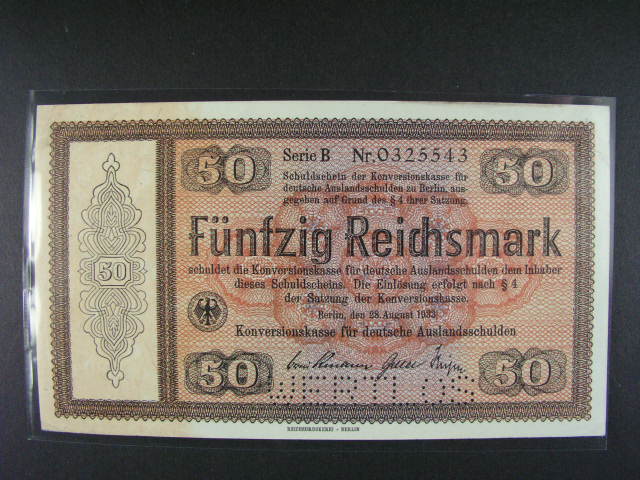 50 Serie B Nr. 0325543 50
Schuldschein der Konversionskasse für
deutsche Auslandsschulden zu Berlin, aus-
gegeben auf Grund des § 4 ihrer Satzung.
Fünfzig Reichsmark
schuldet die Konversionskasse für deutsche Auslandsschulden dem Inhaber
dieses Schuldscheins. Die Einlösung erfolgt nach § 4
der Satzung der Konversionskasse.
Berlin, den 28. August 1933
Konversionskasse für deutsche Auslandsschulden
50
50 50
WERTLOS
REICHSDRUCKEREI · BERLIN